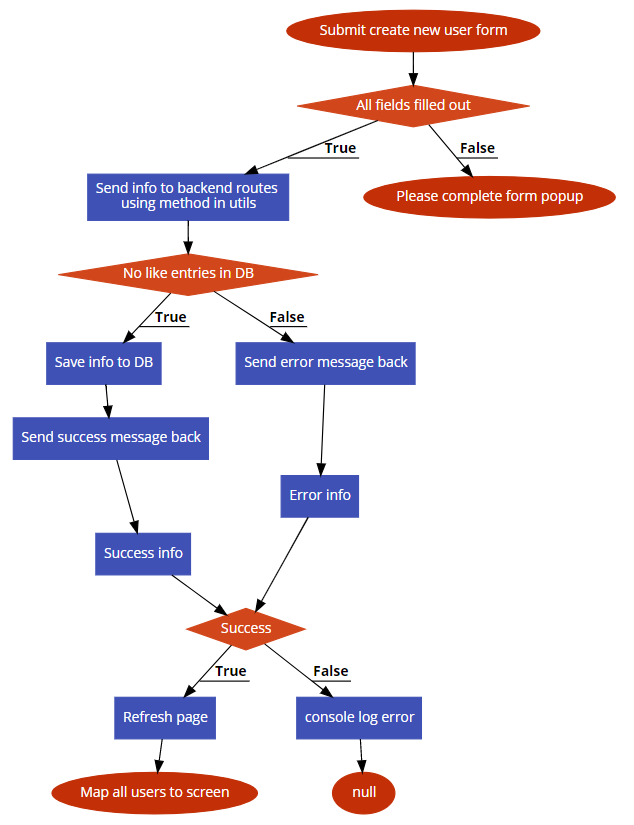 Submit create new user form
All fields filled out
True
False
Send info to backend routes
using method in utils
Please complete form popup
No like entries in DB
True
False
Save info to DB
Send error message back
Send success message back
Error info
Success info
Success
True
False
Refresh page
console log error
Map all users to screen
null